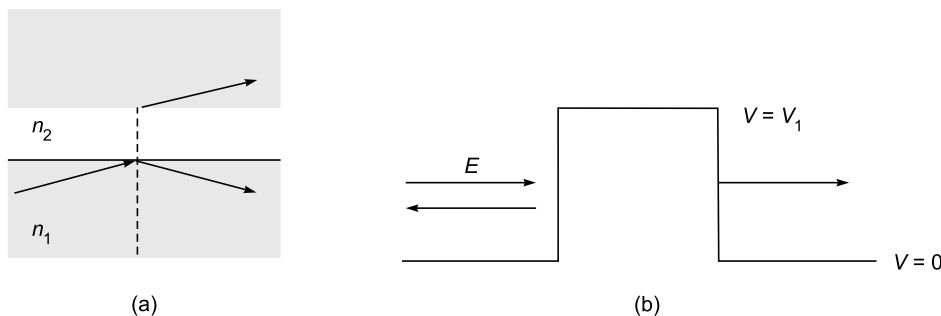 n₂
n₁
(a)
E
V = V₁
V = 0
(b)